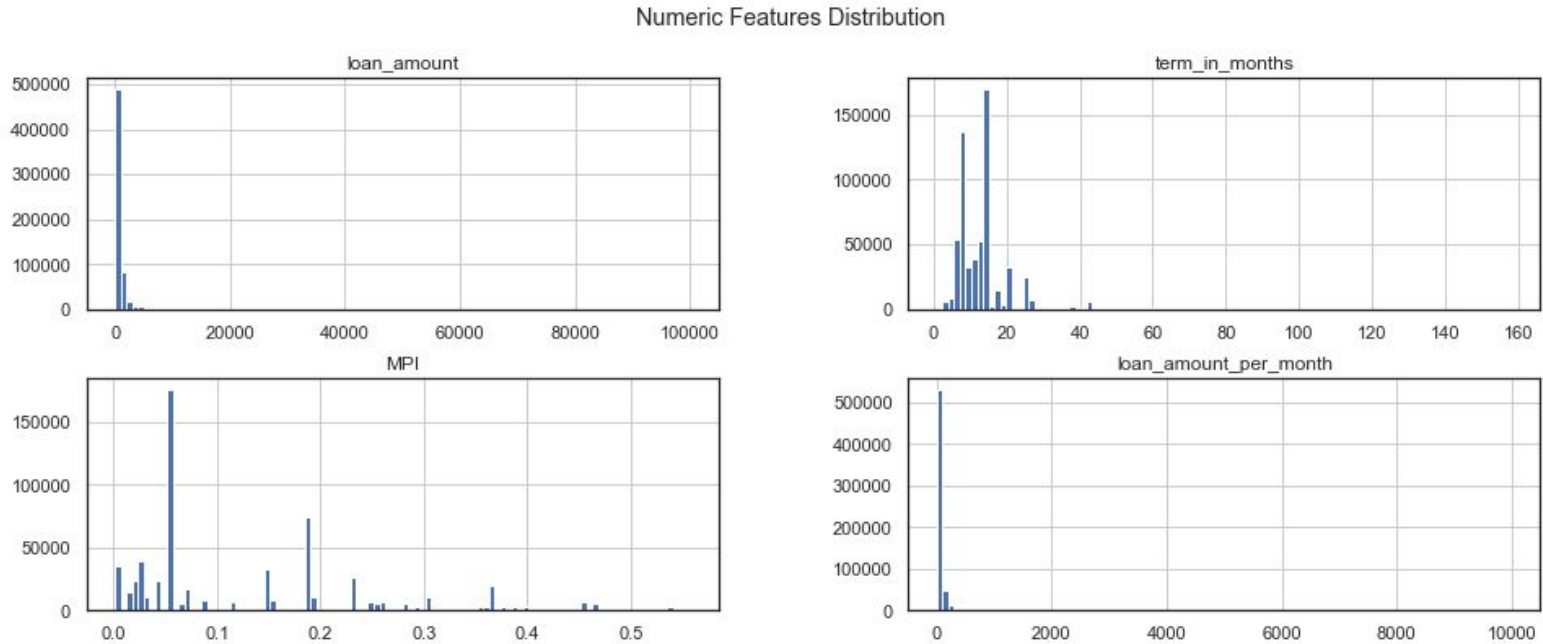 Numeric Features Distribution
loan_amount
500000
400000
300000
200000
100000
0
0 20000 40000 60000 80000 100000
term_in_months
150000
100000
50000
0
0 20 40 60 80 100 120 140 160
MPI
150000
100000
50000
0
0.0 0.1 0.2 0.3 0.4 0.5
loan_amount_per_month
500000
400000
300000
200000
100000
0
0 2000 4000 6000 8000 10000